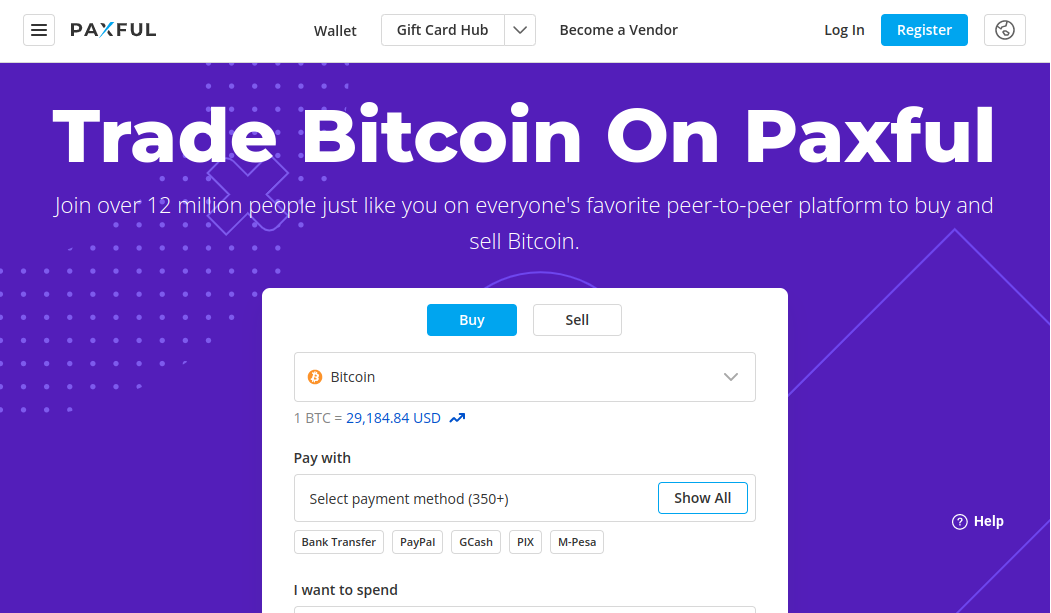 PAXFUL Wallet Gift Card Hub Become a Vendor Log In Register
Trade Bitcoin On Paxful
Join over 12 million people just like you on everyone's favorite peer-to-peer platform to buy and
sell Bitcoin.
Buy Sell
Bitcoin
1 BTC = 29,184.84 USD
Pay with
Select payment method (350+) Show All
Help
Bank Transfer PayPal GCash PIX M-Pesa
I want to spend